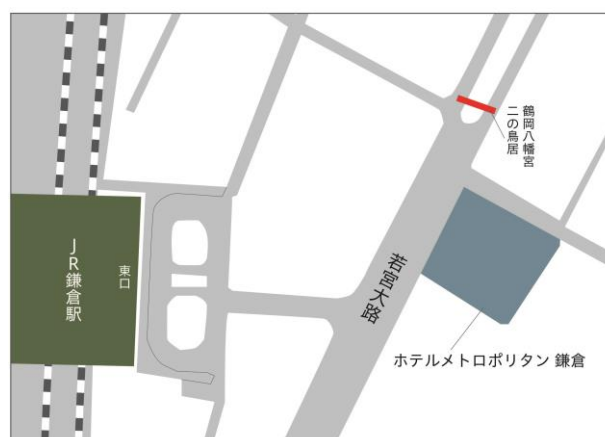 鶴岡八幡宮
二の鳥居
JR鎌倉駅
東口
若宮大路
ホテルメトロポリタン 鎌倉